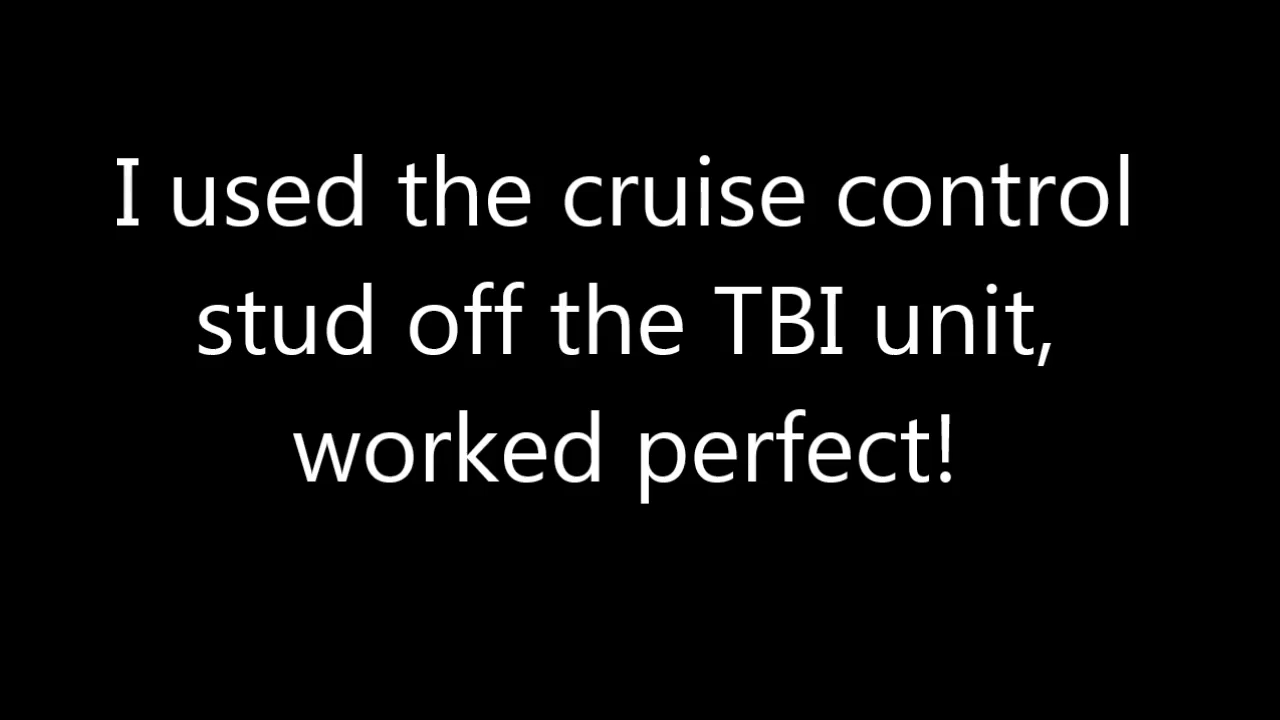 I used the cruise control
stud off the TBI unit,
worked perfect!